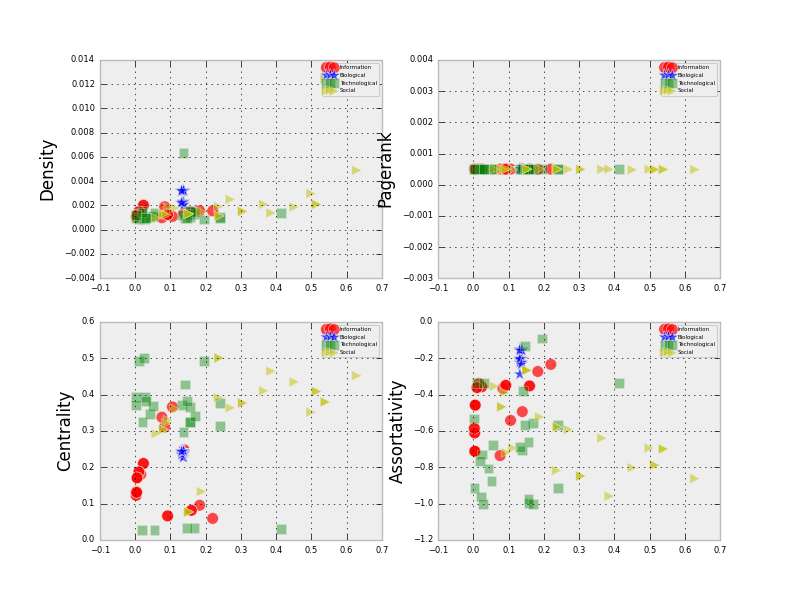 0.014
0.012
0.010
0.008
0.006
0.004
0.002
0.000
−0.002
−0.004
Density
−0.1 0.0 0.1 0.2 0.3 0.4 0.5 0.6 0.7
Information
Biological
Technological
Social
0.004
0.003
0.002
0.001
0.000
−0.001
−0.002
−0.003
Pagerank
−0.1 0.0 0.1 0.2 0.3 0.4 0.5 0.6 0.7
Information
Biological
Technological
Social
0.6
0.5
0.4
0.3
0.2
0.1
0.0
Centrality
−0.1 0.0 0.1 0.2 0.3 0.4 0.5 0.6 0.7
Information
Biological
Technological
Social
0.0
−0.2
−0.4
−0.6
−0.8
−1.0
−1.2
Assortativity
−0.1 0.0 0.1 0.2 0.3 0.4 0.5 0.6 0.7
Information
Biological
Technological
Social